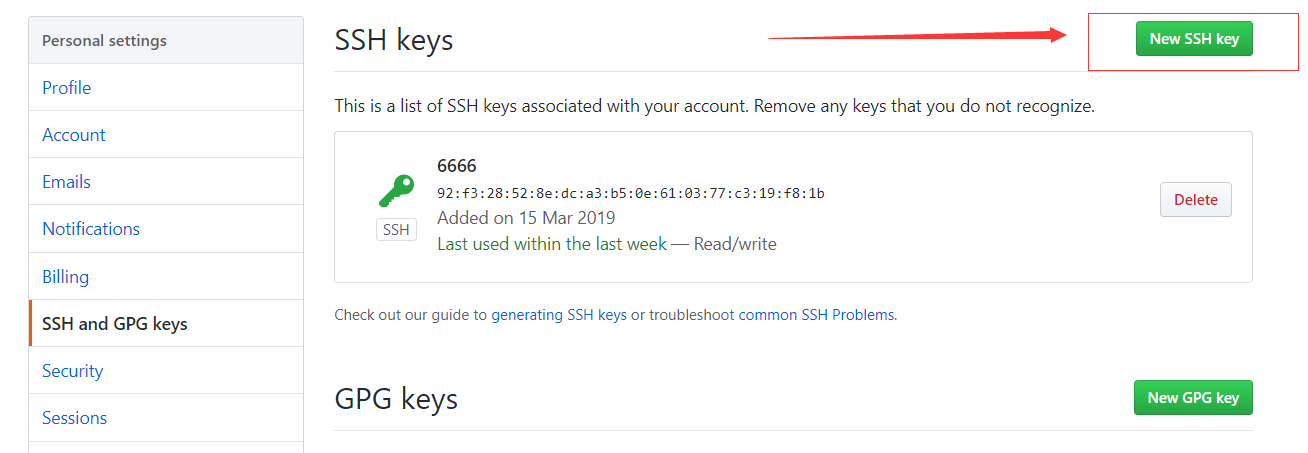 Personal settings
Profile
Account
Emails
Notifications
Billing
SSH and GPG keys
Security
Sessions
SSH keys
New SSH key
This is a list of SSH keys associated with your account. Remove any keys that you do not recognize.
6666
92:f3:28:52:8e:dc:a3:b5:0e:61:03:77:c3:19:f8:1b
Added on 15 Mar 2019
Last used within the last week — Read/write
SSH
Delete
Check out our guide to generating SSH keys or troubleshoot common SSH Problems.
GPG keys
New GPG key